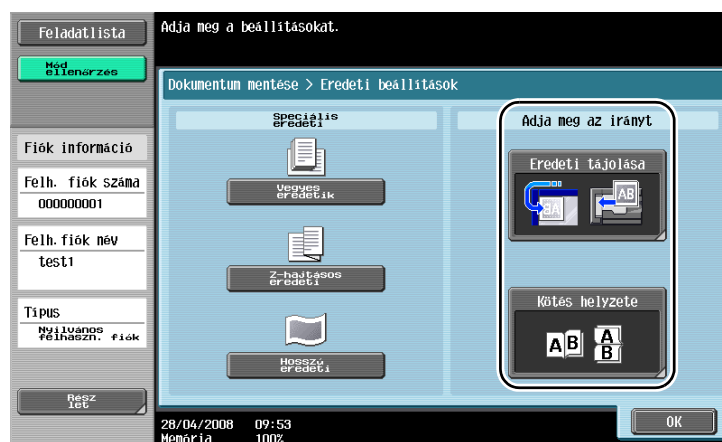 Feladatlista
Mód
ellenőrzés
Fiók információ
Felh. fiók száma
000000001
Felh.fiók név
test1
Típus
Nyilvános
felhaszn. fiók
Rész
let
Adja meg a beállításokat.
Dokumentum mentése > Eredeti beállítások
Speciális
eredeti
Vegyes
eredetik
Z-hajtásos
eredeti
Hosszú
eredeti
Adja meg az irányt
Eredeti tájolása
AB
Kötés helyzete
AB
A
B
28/04/2008 09:53
Memória 100%
OK